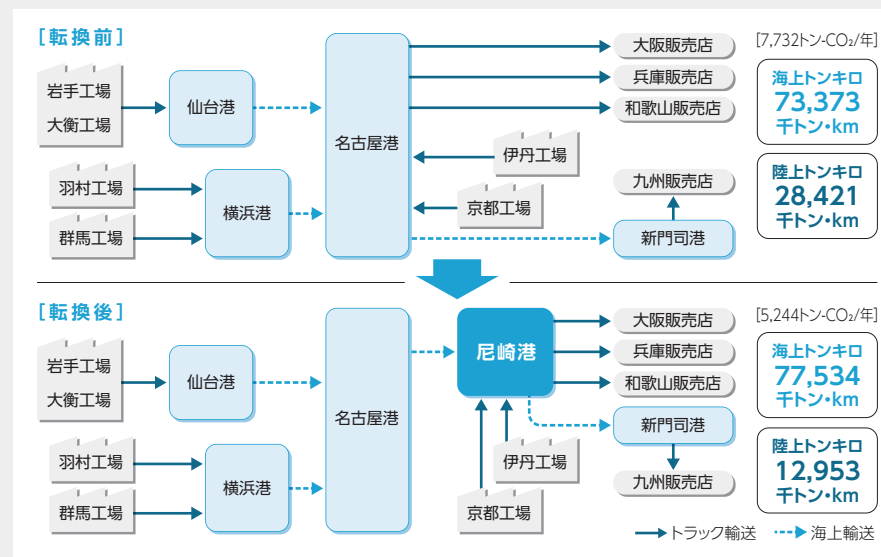 [転換前]
岩手工場
大衡工場
仙台港
羽村工場
群馬工場
横浜港
名古屋港
大阪販売店
兵庫販売店
和歌山販売店
伊丹工場
京都工場
九州販売店
新門司港
[7,732トン-CO₂/年]
海上トンキロ
73,373
千トン・km
陸上トンキロ
28,421
千トン・km
[転換後]
岩手工場
大衡工場
仙台港
羽村工場
群馬工場
横浜港
名古屋港
尼崎港
大阪販売店
兵庫販売店
和歌山販売店
新門司港
九州販売店
伊丹工場
京都工場
[5,244トン-CO₂/年]
海上トンキロ
77,534
千トン・km
陸上トンキロ
12,953
千トン・km
トラック輸送 海上輸送